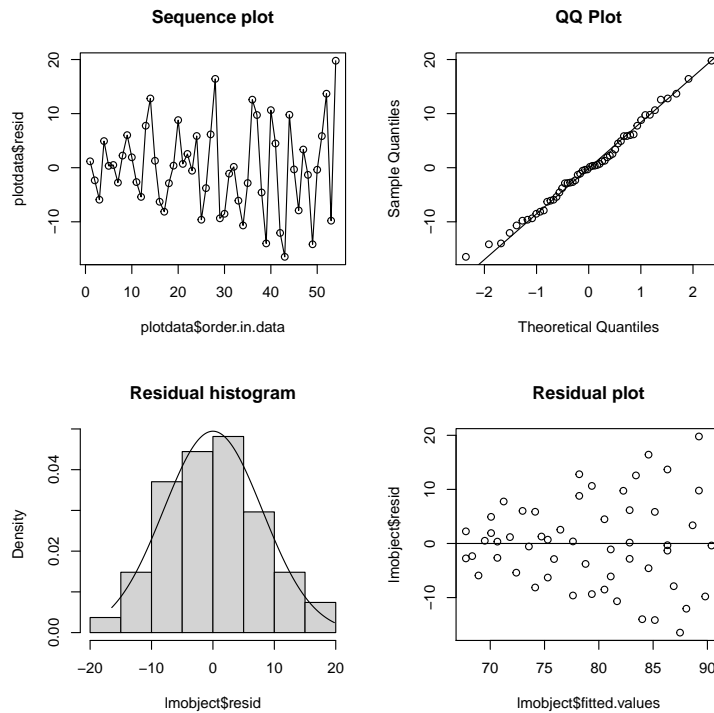 Sequence plot
plotdata$resid
20
10
0
−10
0 10 20 30 40 50
plotdata$order.in.data
QQ Plot
Sample Quantiles
20
10
0
−10
−2 −1 0 1 2
Theoretical Quantiles
Residual histogram
Density
0.04
0.02
0.00
−20 −10 0 10 20
lmobject$resid
Residual plot
lmobject$resid
20
10
0
−10
70 75 80 85 90
lmobject$fitted.values